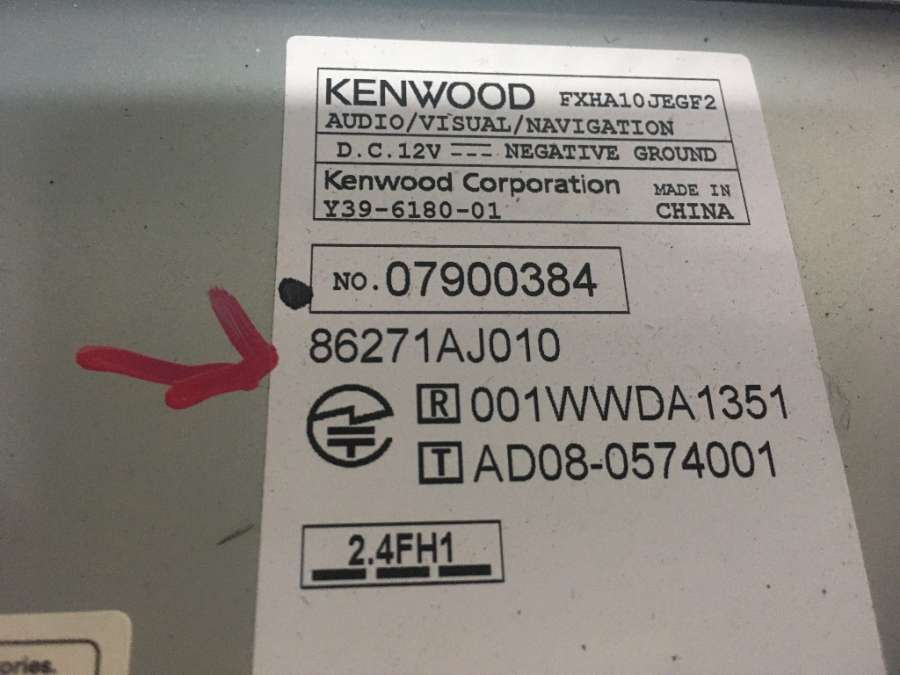 KENWOOD FXHA10JEGF2
AUDIO/VISUAL/NAVIGATION
D.C.12V NEGATIVE GROUND
Kenwood Corporation MADE IN
Y39-6180-01 CHINA
NO.07900384
86271AJ010
R 001WWDA1351
T AD08-0574001
2.4FH1